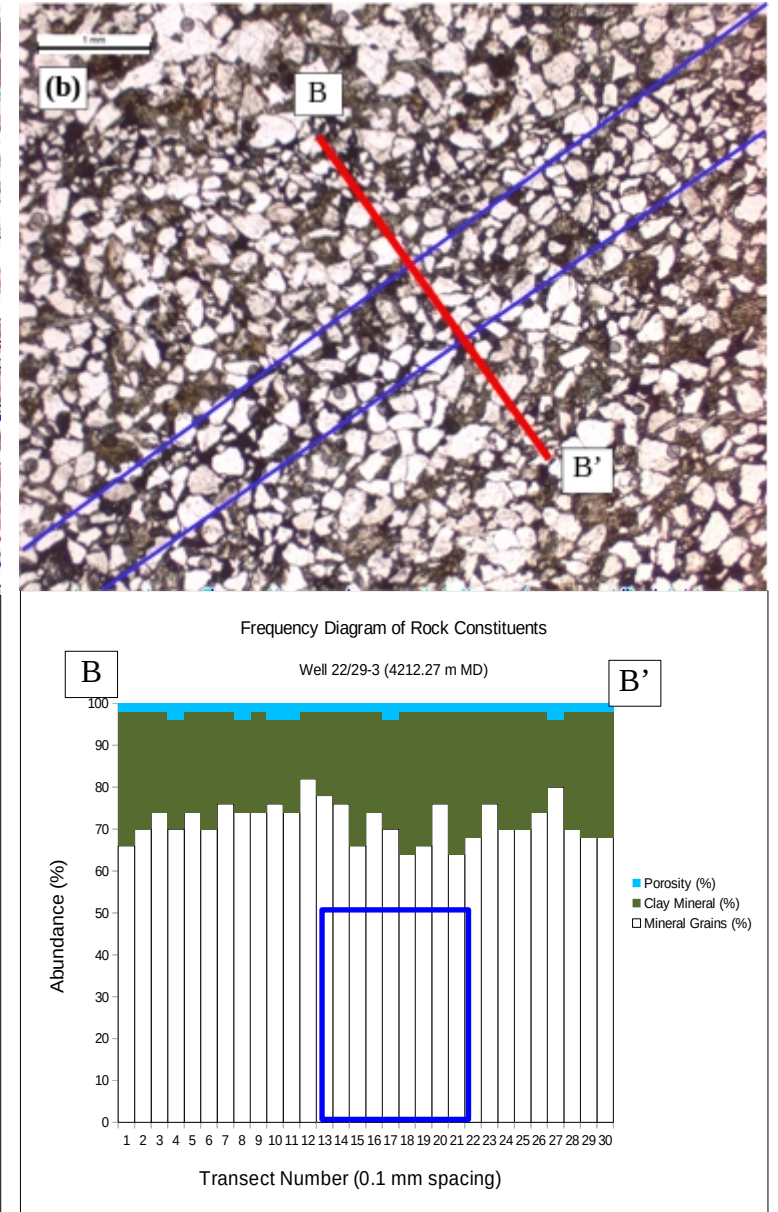 1 mm
(b)
B
B’
Frequency Diagram of Rock Constituents
Well 22/29-3 (4212.27 m MD)
B
B’
100
90
80
70
60
50
40
30
20
10
0
Abundance (%)
Porosity (%)
Clay Mineral (%)
Mineral Grains (%)
1 2 3 4 5 6 7 8 9 10 11 12 13 14 15 16 17 18 19 20 21 22 23 24 25 26 27 28 29 30
Transect Number (0.1 mm spacing)